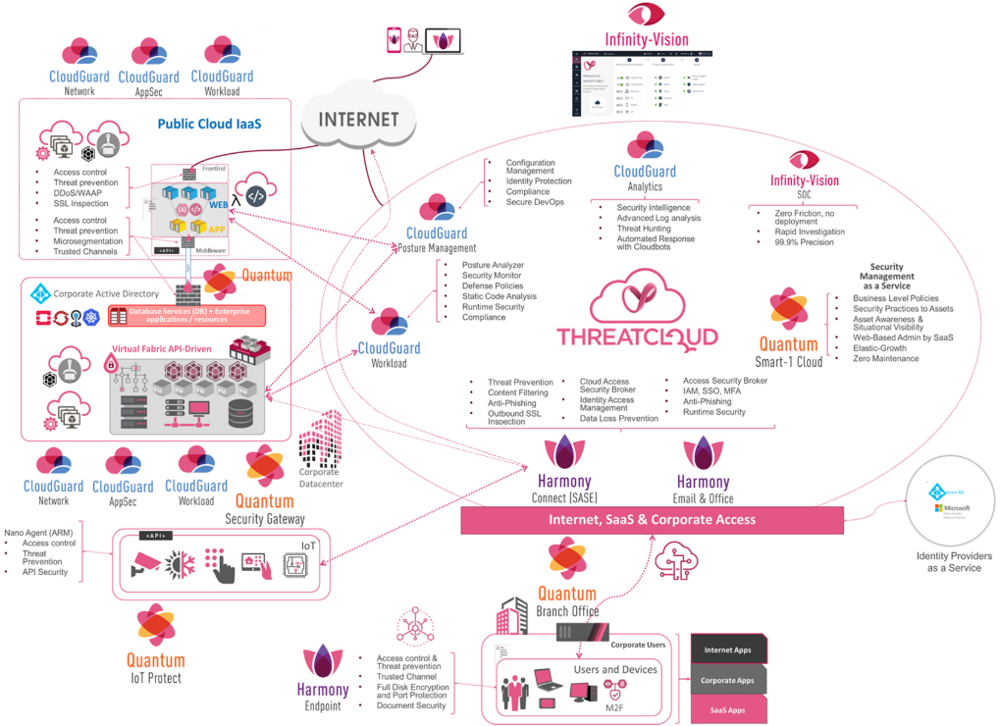 Infinity-Vision
CloudGuard
Network
CloudGuard
AppSec
CloudGuard
Workload
Public Cloud IaaS
INTERNET
Access control
Threat prevention
DDoS/WAAP
SSL Inspection
Access control
Threat prevention
Microsegmentation
Trusted Channels
FrontEnd
WEB
λ
APP
<API>
Middleware
Configuration
Management
Identity Protection
Compliance
Secure DevOps
CloudGuard
Posture Management
Posture Analyzer
Security Monitor
Defense Policies
Static Code Analysis
Runtime Security
Compliance
CloudGuard
Workload
CloudGuard
Analytics
Security Intelligence
Advanced Log analysis
Threat Hunting
Automated Response
with Cloudbots
Infinity-Vision
SOC
Zero Friction, no
deployment
Rapid Investigation
99.9% Precision
THREATCLOUD
Quantum
Smart-1 Cloud
Security
Management
as a Service
Business Level Policies
Security Practices to Assets
Asset Awareness &
Situational Visibility
Web-Based Admin by SaaS
Elastic-Growth
Zero Maintenance
Quantum
Corporate Active Directory
Database Services (DB) + Enterprise
applications / resources
Virtual Fabric API-Driven
VM VM VM VM VM
Corporate
Datacenter
CloudGuard
Network
CloudGuard
AppSec
CloudGuard
Workload
Quantum
Security Gateway
Threat Prevention
Content Filtering
Anti-Phishing
Outbound SSL
Inspection
Cloud Access
Security Broker
Identity Access
Management
Data Loss Prevention
Access Security Broker
IAM, SSO, MFA
Anti-Phishing
Runtime Security
Harmony
Connect (SASE)
Harmony
Email & Office
Internet, SaaS & Corporate Access
Azure AD
Microsoft
Identity Providers
as a Service
Nano Agent (ARM)
Access control
Threat
Prevention
API Security
<API>
IoT
Quantum
IoT Protect
Quantum
Branch Office
Harmony
Endpoint
Access control &
Threat prevention
Trusted Channel
Full Disk Encryption
and Port Protection
Document Security
Corporate Users
Users and Devices
M2F
Internet Apps
Corporate Apps
SaaS Apps